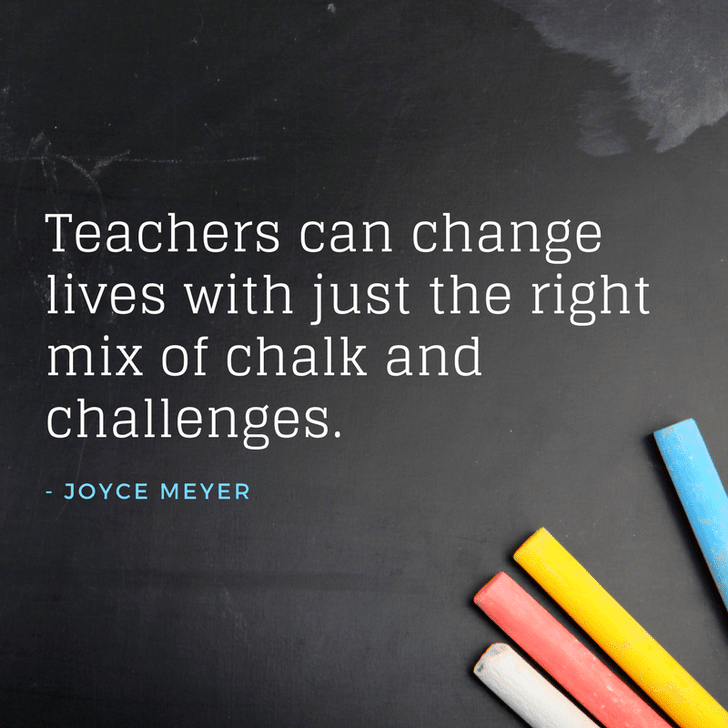 Teachers can change
lives with just the right
mix of chalk and
challenges.
- JOYCE MEYER